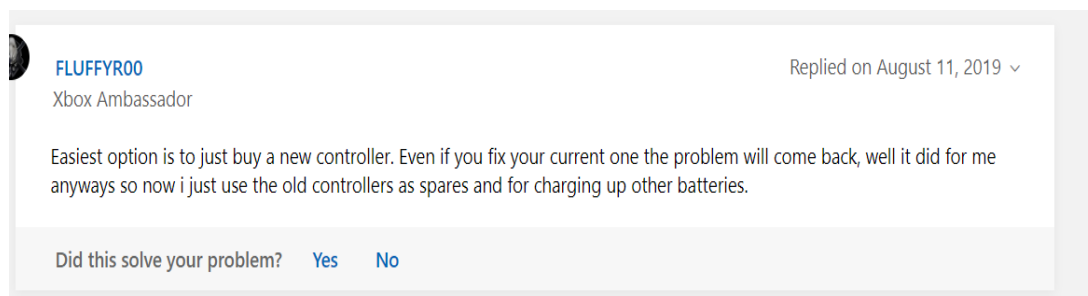 FLUFFYR00
Replied on August 11, 2019
Xbox Ambassador
Easiest option is to just buy a new controller. Even if you fix your current one the problem will come back, well it did for me
anyways so now i just use the old controllers as spares and for charging up other batteries.
Did this solve your problem? Yes No